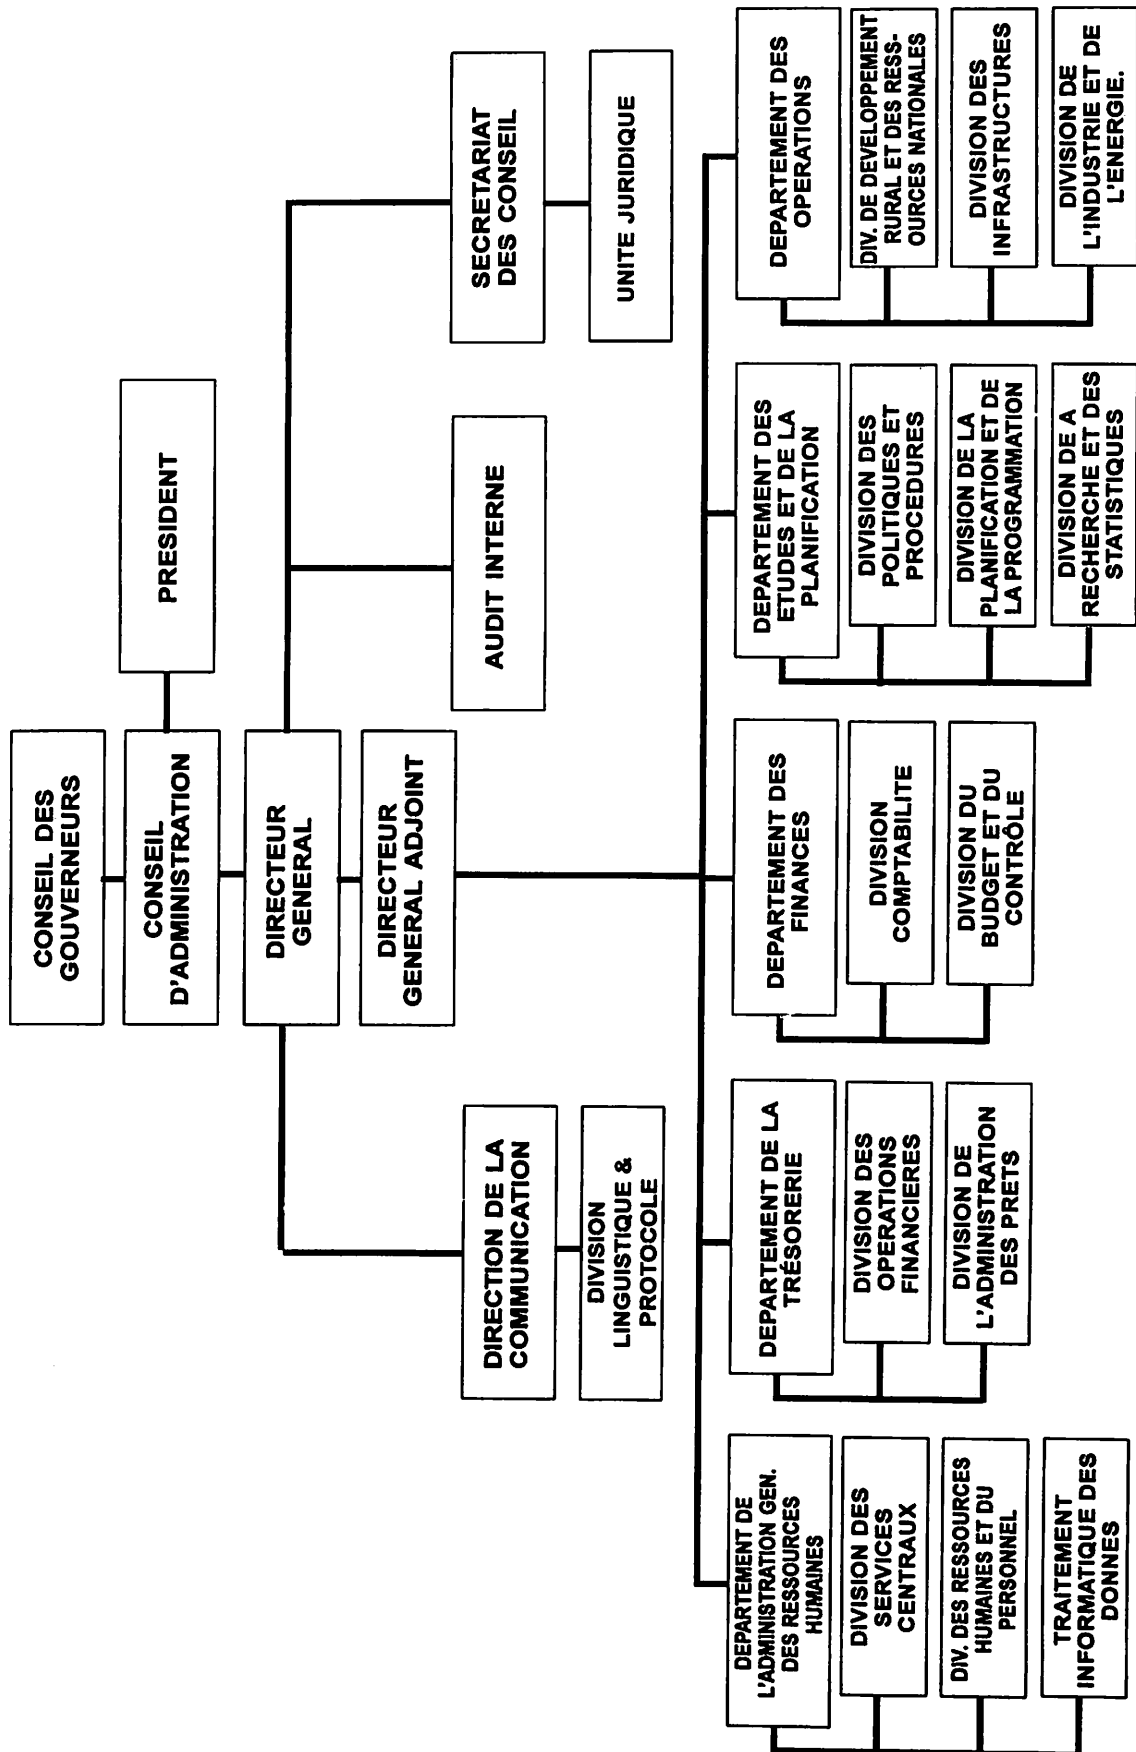 CONSEIL DES
GOUVERNEURS
CONSEIL
D'ADMINISTRATION
PRESIDENT
DIRECTEUR
GENERAL
DIRECTEUR
GENERAL ADJOINT
DIRECTION DE LA
COMMUNICATION
DIVISION
LINGUISTIQUE &
PROTOCOLE
AUDIT INTERNE
SECRETARIAT
DES CONSEIL
UNITE JURIDIQUE
DEPARTEMENT DE
L'ADMINISTRATION GEN.
DES RESSOURCES
HUMAINES
DIVISION DES
SERVICES
CENTRAUX
DIV. DES RESSOURCES
HUMAINES ET DU
PERSONNEL
TRAITEMENT
INFORMATIQUE DES
DONNES
DEPARTEMENT DE LA
TRÉSORERIE
DIVISION DES
OPERATIONS
FINANCIERES
DIVISION DE
L'ADMINISTRATION
DES PRETS
DEPARTEMENT DES
FINANCES
DIVISION
COMPTABILITE
DIVISION DU
BUDGET ET DU
CONTRÔLE
DEPARTEMENT DES
ETUDES ET DE LA
PLANIFICATION
DIVISION DES
POLITIQUES ET
PROCEDURES
DIVISION DE LA
PLANIFICATION ET DE
LA PROGRAMMATION
DIVISION DE A
RECHERCHE ET DES
STATISTIQUES
DEPARTEMENT DES
OPERATIONS
DIV. DE DEVELOPPEMENT
RURAL ET DES RESS-
OURCES NATIONALES
DIVISION DES
INFRASTRUCTURES
DIVISION DE
L'INDUSTRIE ET DE
L'ENERGIE.